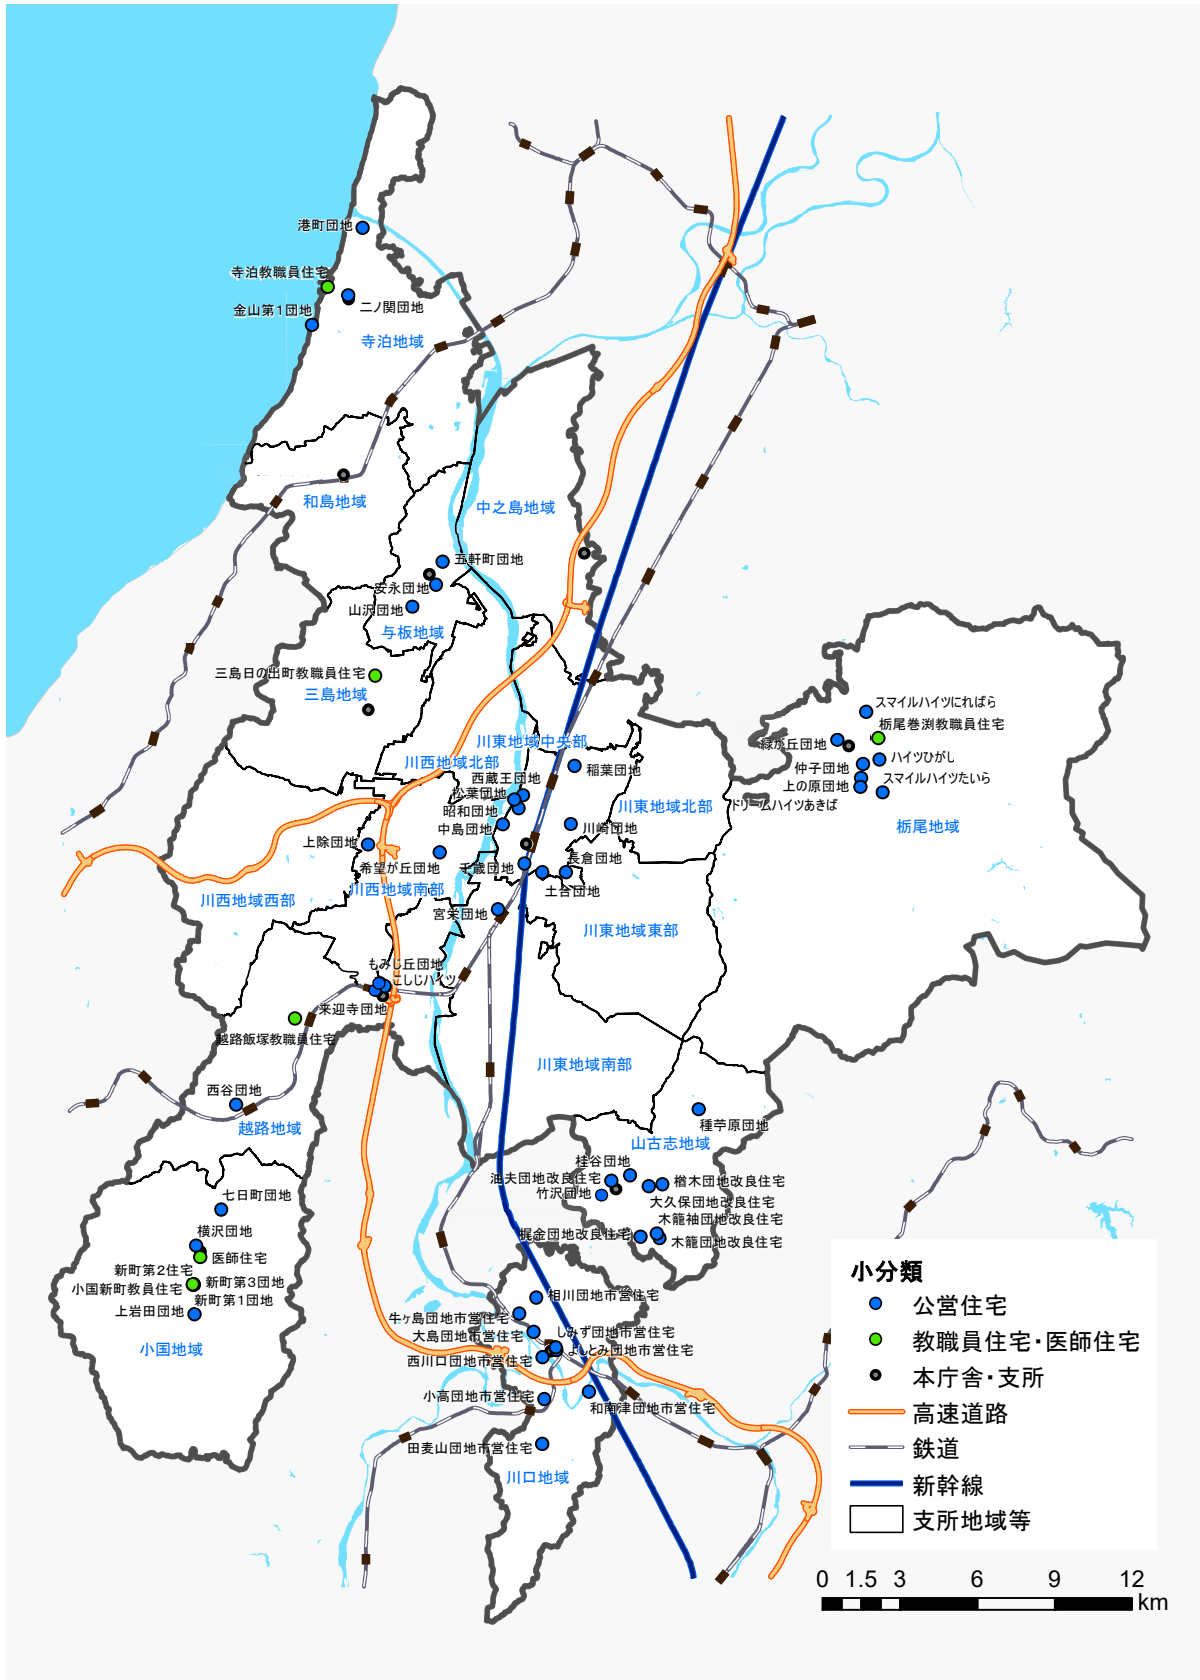 港町団地
寺泊教職員住宅
二ノ関団地
金山第1団地
寺泊地域
和島地域
中之島地域
五軒町団地
安永団地
山沢団地
与板地域
三島日の出町教職員住宅
三島地域
スマイルハイツにればら
栃尾巻渕教職員住宅
緑が丘団地
ハイツひがし
仲子団地
スマイルハイツたいら
上の原団地
ドリームハイツあきば
栃尾地域
川東地域中央部
川西地域北部
稲葉団地
西蔵王団地
松葉団地
川東地域北部
昭和団地
中島団地
川崎団地
上除団地
希望が丘団地
千歳団地
長倉団地
土合団地
川西地域南部
川西地域西部
宮栄団地
川東地域東部
もみじ丘団地
こしじハイツ
来迎寺団地
越路飯塚教職員住宅
川東地域南部
西谷団地
越路地域
種苧原団地
山古志地域
桂谷団地
油夫団地改良住宅
楢木団地改良住宅
竹沢団地
大久保団地改良住宅
木籠袖団地改良住宅
梶金団地改良住宅
木籠団地改良住宅
七日町団地
横沢団地
医師住宅
新町第2住宅
小国新町教員住宅
新町第3団地
新町第1団地
上岩田団地
小国地域
相川団地市営住宅
牛ヶ島団地市営住宅
大島団地市営住宅
しみず団地市営住宅
よしとみ団地市営住宅
西川口団地市営住宅
小高団地市営住宅
和南津団地市営住宅
田麦山団地市営住宅
川口地域
小分類
公営住宅
教職員住宅・医師住宅
本庁舎・支所
高速道路
鉄道
新幹線
支所地域等
0 1.5 3 6 9 12
km